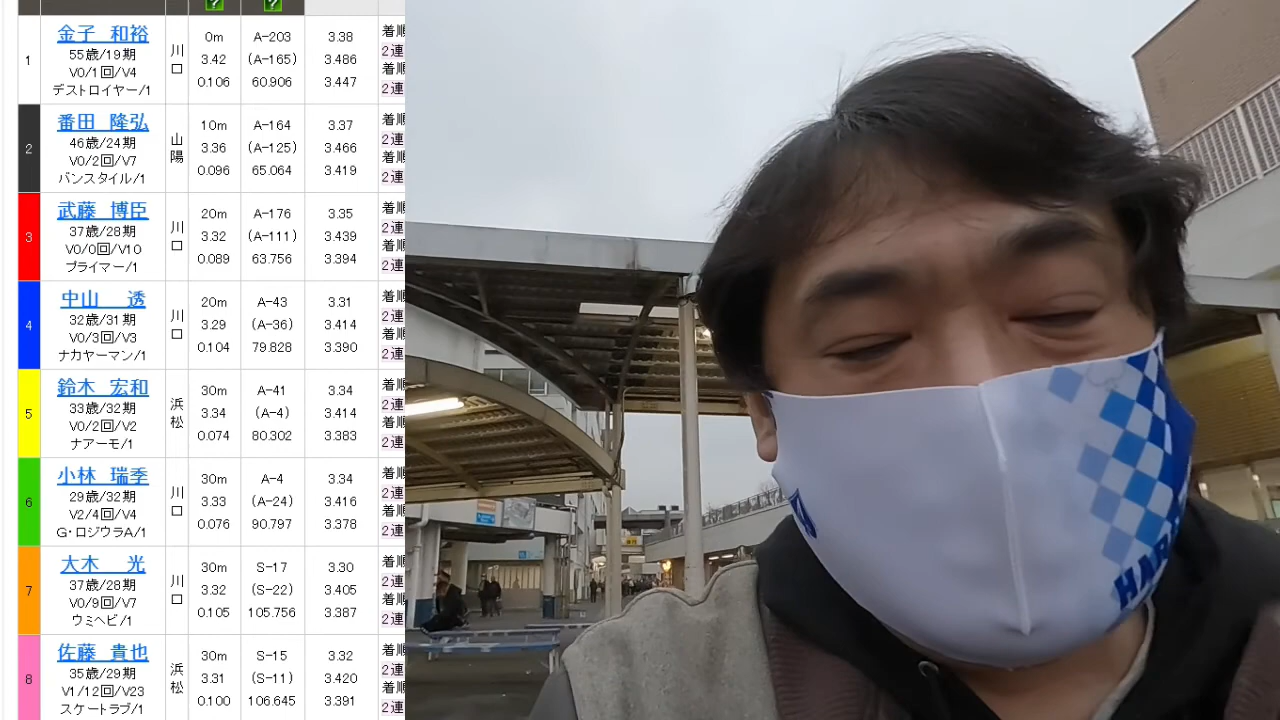 ? ?
1 金子 和裕 川口 0m A-203 3.38 着順
55歳/19期 3.42 (A-165) 3.486 2連
V0/1回/V4 0.106 60.906 3.447 着順
デストロイヤー/1 2連
2 番田 隆弘 山陽 10m A-164 3.37 着順
46歳/24期 3.36 (A-125) 3.466 2連
V0/2回/V7 0.096 65.064 3.419 着順
バンスタイル/1 2連
3 武藤 博臣 川口 20m A-176 3.35 着順
37歳/28期 3.32 (A-111) 3.439 2連
V0/0回/V10 0.089 63.756 3.394 着順
プライマー/1 2連
4 中山 透 川口 20m A-43 3.31 着順
32歳/31期 3.29 (A-36) 3.414 2連
V0/3回/V3 0.104 79.128 3.390 着順
ナカヤーマン/1 2連
5 鈴木 宏和 浜松 30m A-41 3.34 着順
33歳/32期 3.34 (A-4) 3.414 2連
V0/2回/V2 0.074 80.302 3.383 着順
ナアーモ/1 2連
6 小林 瑞季 川口 30m A-4 3.34 着順
29歳/32期 3.33 (A-24) 3.416 2連
V2/4回/V4 0.076 90.797 3.378 着順
G・ロジウラA/1 2連
7 大木 光 川口 30m S-17 3.30 着順
37歳/28期 3.32 (S-22) 3.405 2連
V0/9回/V7 0.105 105.756 3.387 着順
ウミヘビ/1 2連
8 佐藤 貴也 浜松 30m S-15 3.32 着順
35歳/29期 3.31 (S-11) 3.420 2連
V1/12回/V23 0.100 106.645 3.391 着順
スケートラブ/1 2連